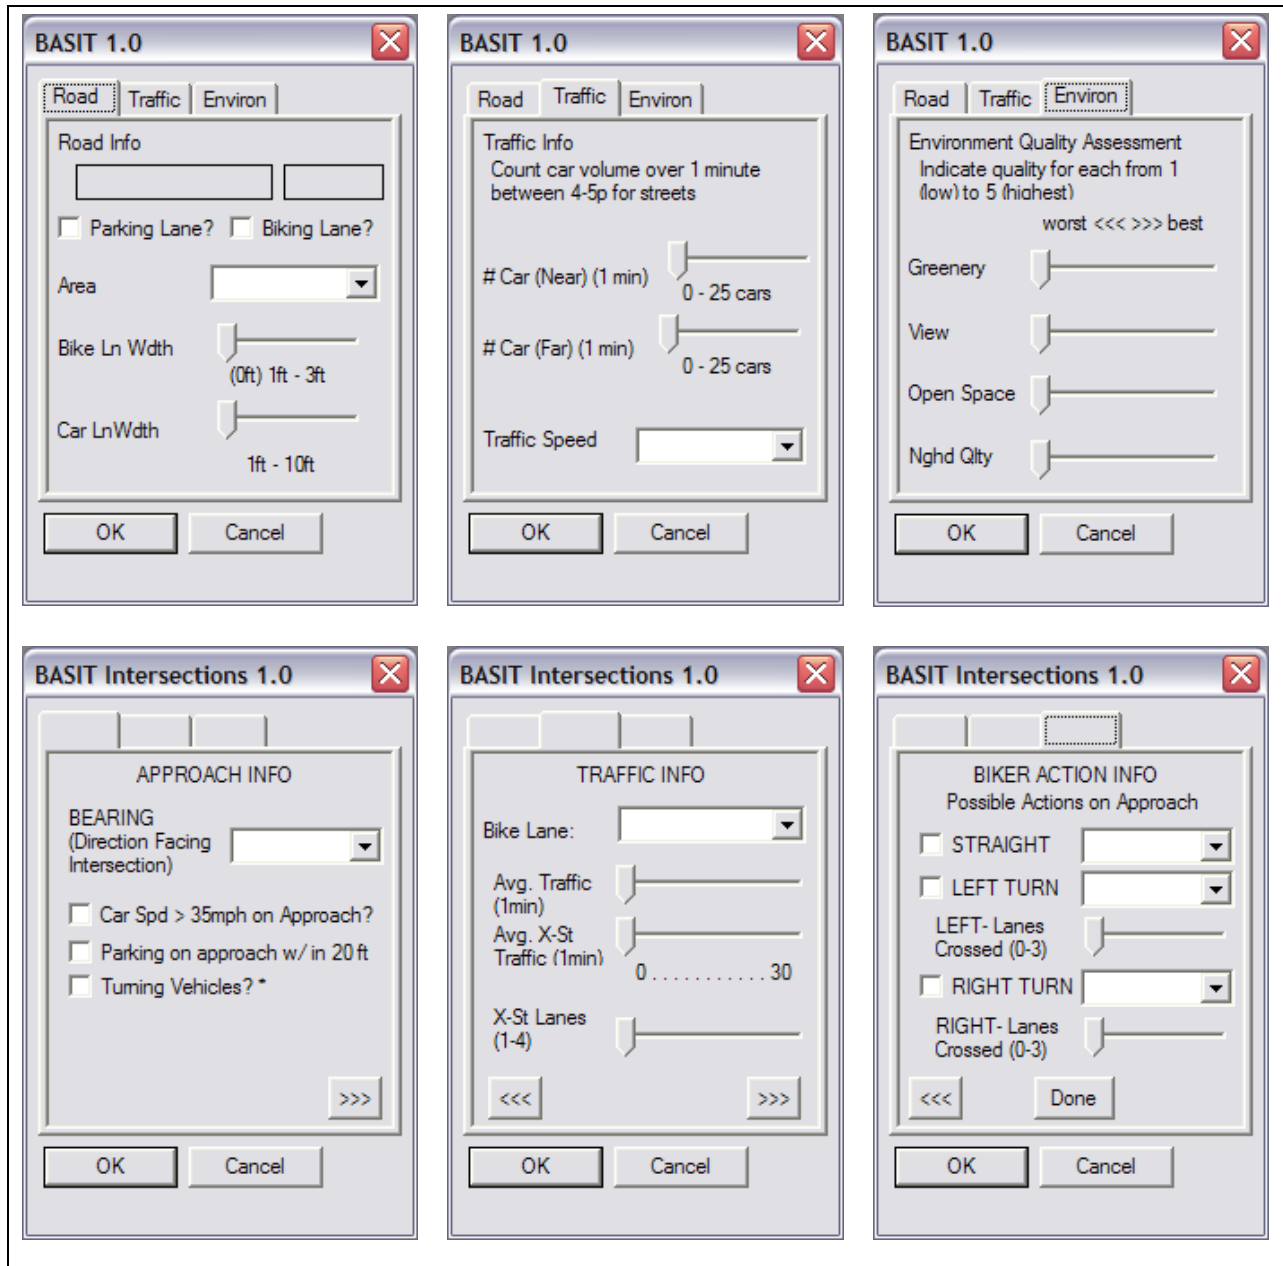 BASIT 1.0
Road Traffic Environ
Road Info
Parking Lane? Biking Lane?
Area
Bike Ln Wdth
(0ft) 1ft - 3ft
Car LnWdth
1ft - 10ft
OK Cancel
BASIT 1.0
Road Traffic Environ
Traffic Info
Count car volume over 1 minute
between 4-5p for streets
# Car (Near) (1 min)
0 - 25 cars
# Car (Far) (1 min)
0 - 25 cars
Traffic Speed
OK Cancel
BASIT 1.0
Road Traffic Environ
Environment Quality Assessment
Indicate quality for each from 1
(low) to 5 (highest)
worst <<< >>> best
Greenery
View
Open Space
Nghd Qlty
OK Cancel
BASIT Intersections 1.0
APPROACH INFO
BEARING
(Direction Facing
Intersection)
Car Spd > 35mph on Approach?
Parking on approach w/ in 20 ft
Turning Vehicles? *
>>>
OK Cancel
BASIT Intersections 1.0
TRAFFIC INFO
Bike Lane:
Avg. Traffic
(1min)
Avg. X-St
Traffic (1min)
0 . . . . . . . . . . . 30
X-St Lanes
(1-4)
<<< >>>
OK Cancel
BASIT Intersections 1.0
BIKER ACTION INFO
Possible Actions on Approach
STRAIGHT
LEFT TURN
LEFT- Lanes
Crossed (0-3)
RIGHT TURN
RIGHT- Lanes
Crossed (0-3)
<<< Done
OK Cancel